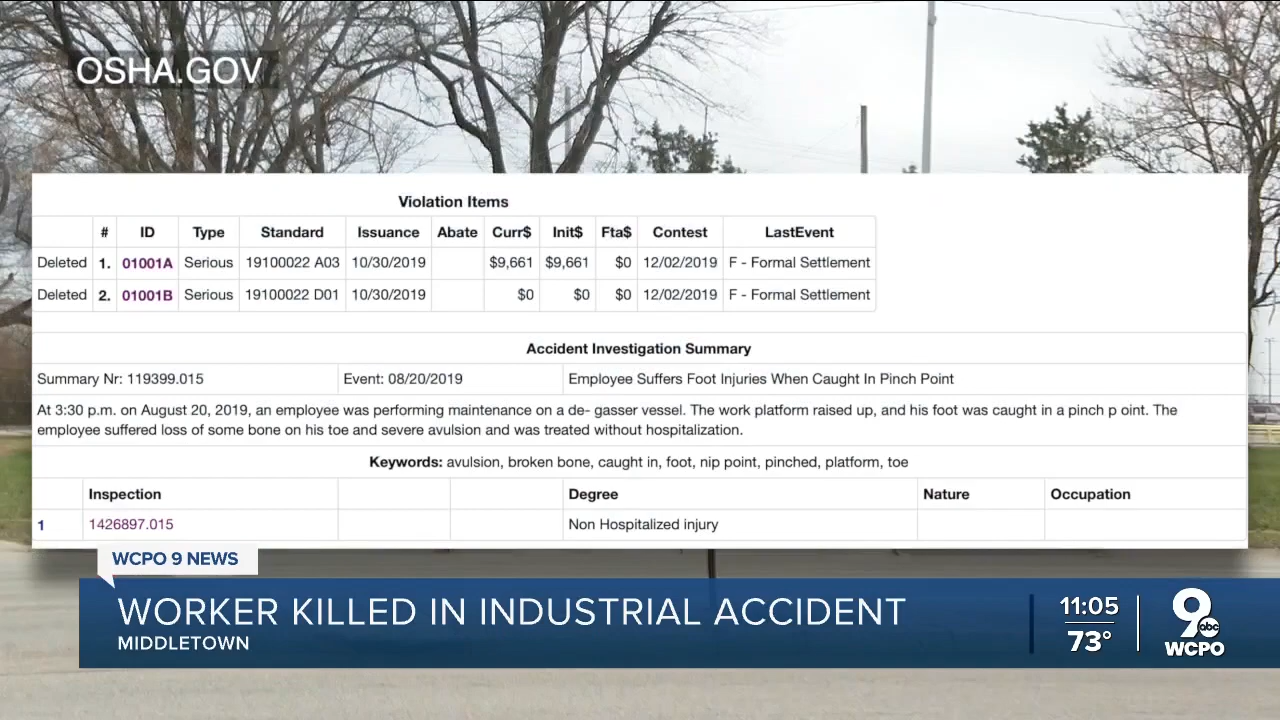 OSHA.GOV
Violation Items
# ID Type Standard Issuance Abate Curr$ Init$ Fta$ Contest LastEvent
Deleted 1. 01001A Serious 19100022 A03 10/30/2019 $9,661 $9,661 $0 12/02/2019 F - Formal Settlement
Deleted 2. 01001B Serious 19100022 D01 10/30/2019 $0 $0 $0 12/02/2019 F - Formal Settlement
Accident Investigation Summary
Summary Nr: 119399.015 Event: 08/20/2019 Employee Suffers Foot Injuries When Caught In Pinch Point
At 3:30 p.m. on August 20, 2019, an employee was performing maintenance on a de- gasser vessel. The work platform raised up, and his foot was caught in a pinch p oint. The
employee suffered loss of some bone on his toe and severe avulsion and was treated without hospitalization.
Keywords: avulsion, broken bone, caught in, foot, nip point, pinched, platform, toe
Inspection Degree Nature Occupation
1 1426897.015 Non Hospitalized injury
WCPO 9 NEWS
WORKER KILLED IN INDUSTRIAL ACCIDENT
MIDDLETOWN
11:05
73°
9 abc
WCPO